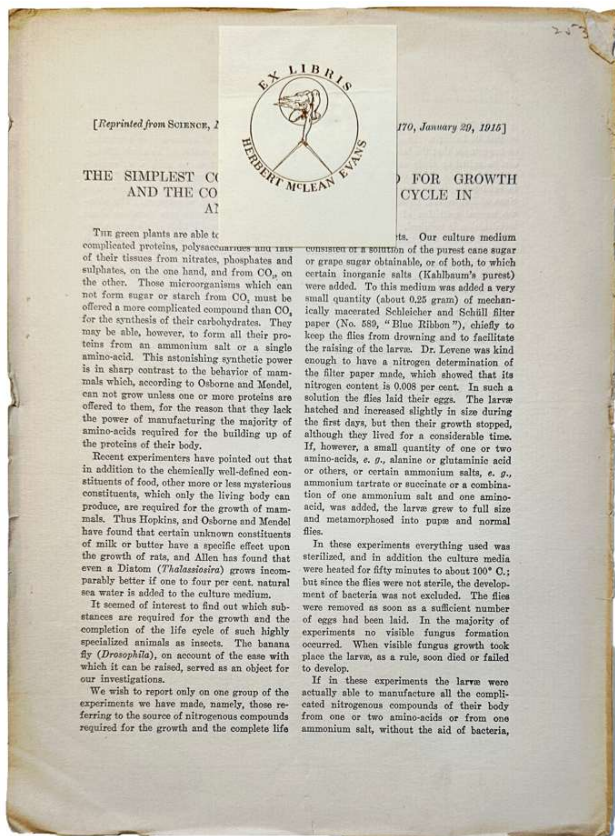 253
EX LIBRIS
HERBERT McLEAN EVANS
[Reprinted from SCIENCE,
170, January 29, 1915]
THE SIMPLEST
FOR GROWTH
AND THE
CYCLE IN
THE green plants are able to
complicated proteins, polysaccharides and fats
of their tissues from nitrates, phosphates and
sulphates, on the one hand, and from CO₂, on
the other. Those microorganisms which can
not form sugar or starch from CO₂ must be
offered a more complicated compound than CO₂
for the synthesis of their carbohydrates. They
may be able, however, to form all their pro-
teins from an ammonium salt or a single
amino-acid. This astonishing synthetic power
is in sharp contrast to the behavior of mam-
mals which, according to Osborne and Mendel,
can not grow unless one or more proteins are
offered to them, for the reason that they lack
the power of manufacturing the majority of
amino-acids required for the building up of
the proteins of their body.
Recent experimenters have pointed out that
in addition to the chemically well-defined con-
stituents of food, other more or less mysterious
constituents, which only the living body can
produce, are required for the growth of mam-
mals. Thus Hopkins, and Osborne and Mendel
have found that certain unknown constituents
of milk or butter have a specific effect upon
the growth of rats, and Allen has found that
even a Diatom (Thalassiosira) grows incom-
parably better if one to four per cent. natural
sea water is added to the culture medium.
It seemed of interest to find out which sub-
stances are required for the growth and the
completion of the life cycle of such highly
specialized animals as insects. The banana
fly (Drosophila), on account of the ease with
which it can be raised, served as an object for
our investigations.
We wish to report only on one group of the
experiments we have made, namely, those re-
ferring to the source of nitrogenous compounds
required for the growth and the complete life
ets. Our culture medium
consisted of a solution of the purest cane sugar
or grape sugar obtainable, or of both, to which
certain inorganic salts (Kahlbaum's purest)
were added. To this medium was added a very
small quantity (about 0.25 gram) of mechan-
ically macerated Schleicher and Schüll filter
paper (No. 589, "Blue Ribbon"), chiefly to
keep the flies from drowning and to facilitate
the raising of the larvæ. Dr. Levene was kind
enough to have a nitrogen determination of
the filter paper made, which showed that its
nitrogen content is 0.008 per cent. In such a
solution the flies laid their eggs. The larvæ
hatched and increased slightly in size during
the first days, but then their growth stopped,
although they lived for a considerable time.
If, however, a small quantity of one or two
amino-acids, e. g., alanine or glutaminic acid
or others, or certain ammonium salts, e. g.,
ammonium tartrate or succinate or a combina-
tion of one ammonium salt and one amino-
acid, was added, the larvæ grew to full size
and metamorphosed into pupæ and normal
flies.
In these experiments everything used was
sterilized, and in addition the culture media
were heated for fifty minutes to about 100° C.;
but since the flies were not sterile, the develop-
ment of bacteria was not excluded. The flies
were removed as soon as a sufficient number
of eggs had been laid. In the majority of
experiments no visible fungus formation
occurred. When visible fungus growth took
place the larvæ, as a rule, soon died or failed
to develop.
If in these experiments the larvæ were
actually able to manufacture all the compli-
cated nitrogenous compounds of their body
from one or two amino-acids or from one
ammonium salt, without the aid of bacteria,